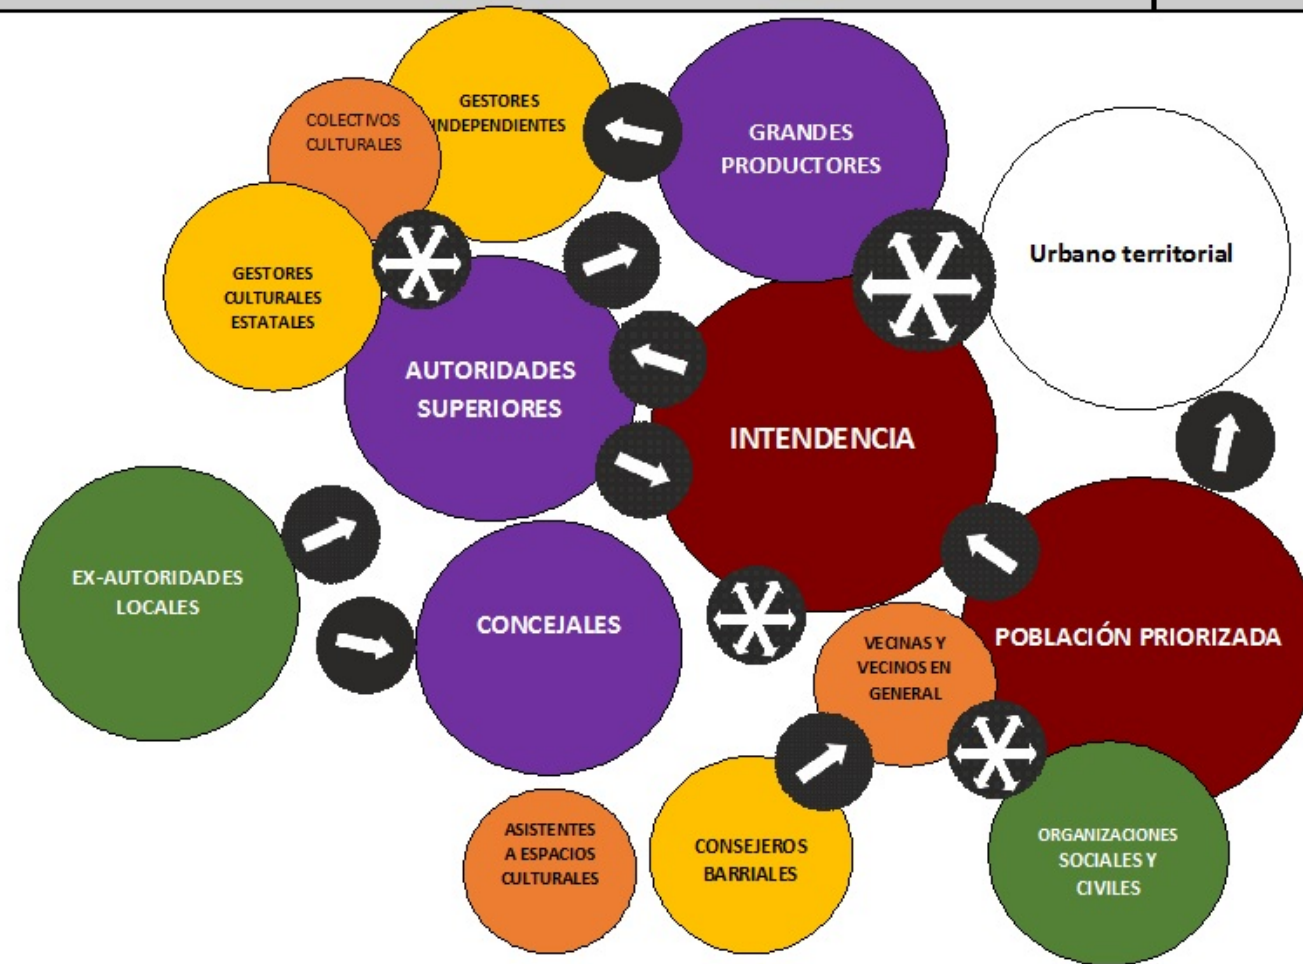 GESTORES
INDEPENDIENTES
COLECTIVOS
CULTURALES
GRANDES
PRODUCTORES
Urbano territorial
GESTORES
CULTURALES
ESTATALES
AUTORIDADES
SUPERIORES
INTENDENCIA
EX-AUTORIDADES
LOCALES
CONCEJALES
VECINAS Y
VECINOS EN
GENERAL
POBLACIÓN PRIORIZADA
ASISTENTES
A ESPACIOS
CULTURALES
CONSEJEROS
BARRIALES
ORGANIZACIONES
SOCIALES Y
CIVILES